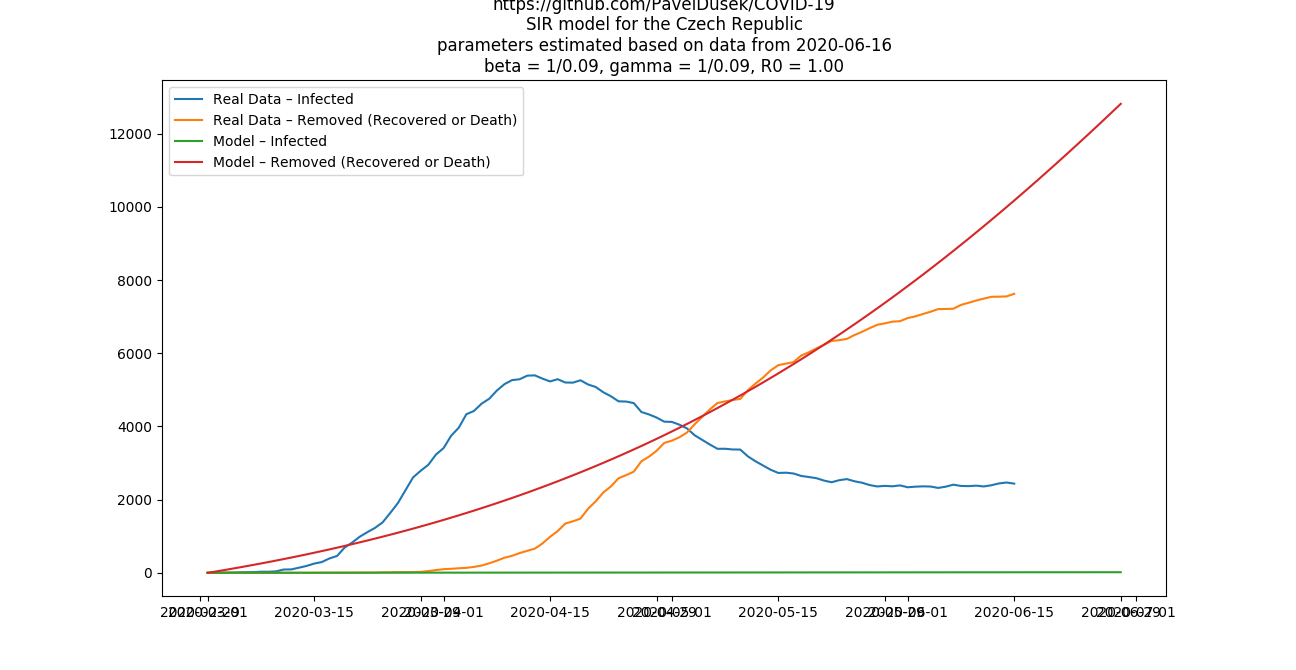 https://github.com/PavelDusek/COVID-19
SIR model for the Czech Republic
parameters estimated based on data from 2020-06-16
beta = 1/0.09, gamma = 1/0.09, R0 = 1.00
Real Data – Infected
Real Data – Removed (Recovered or Death)
Model – Infected
Model – Removed (Recovered or Death)
12000
10000
8000
6000
4000
2000
0
2020-03-15
2020-04-15
2020-05-15
2020-06-15